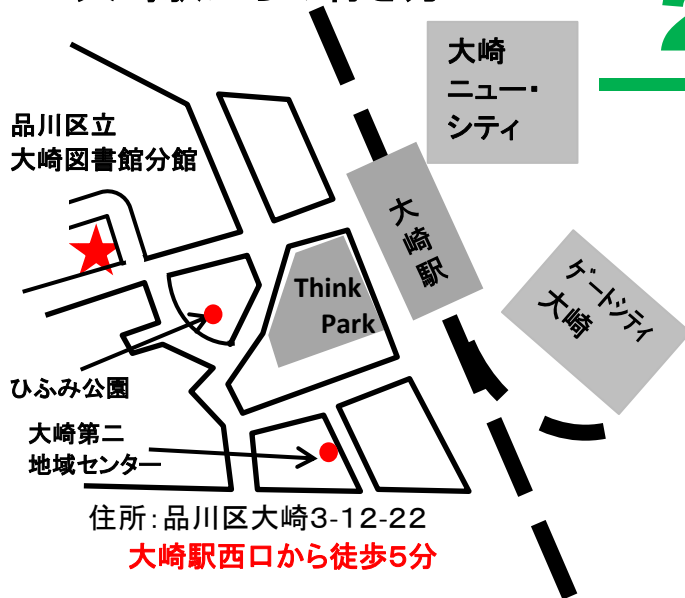 大崎
ニュー・
シティ
品川区立
大崎図書館分館
大崎駅
Think
Park
ゲートシティ
大崎
ひふみ公園
大崎第二
地域センター
住所：品川区大崎3-12-22
大崎駅西口から徒歩5分